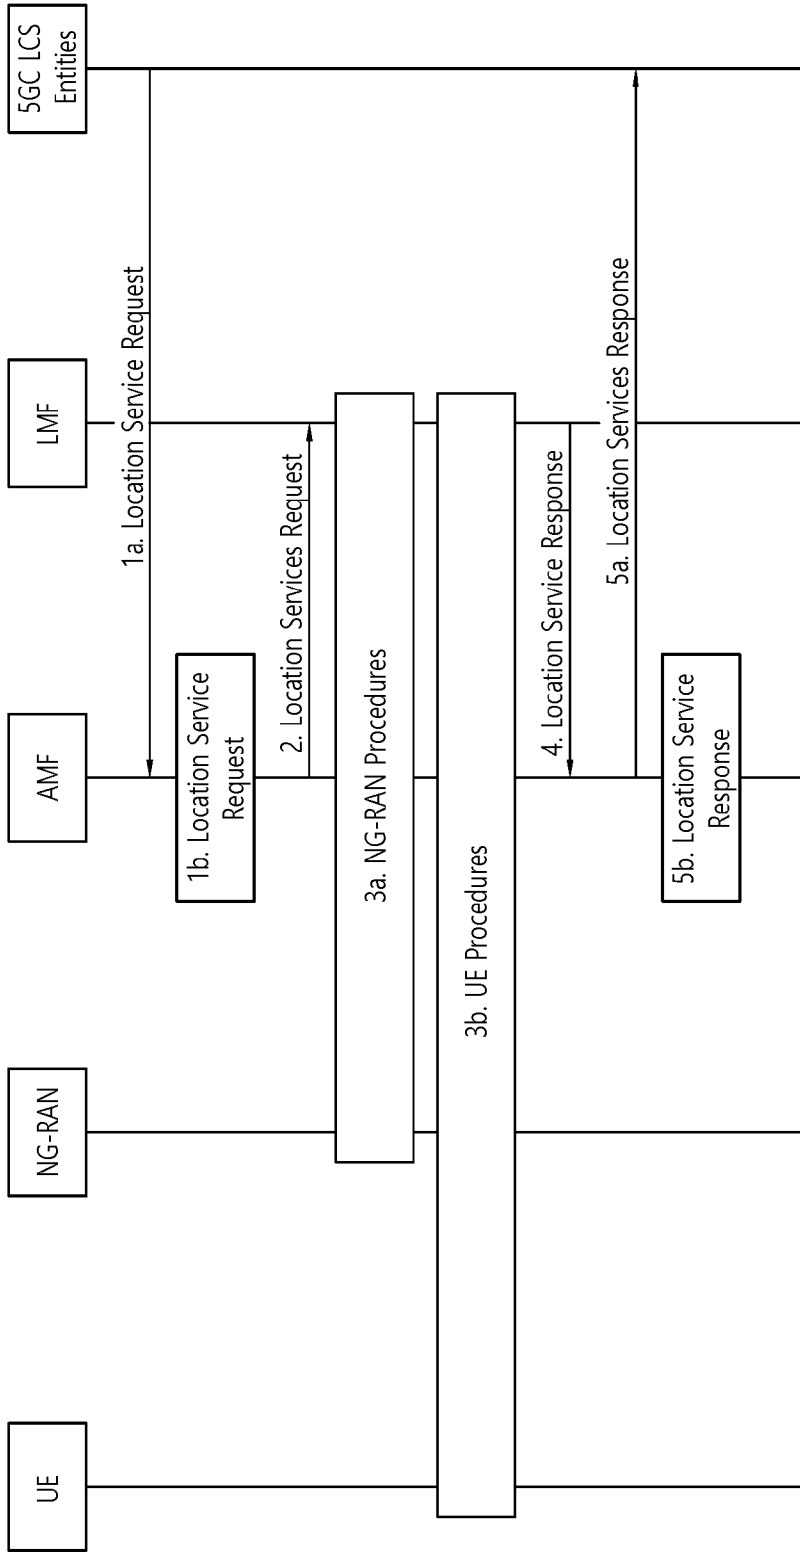 UE
NG-RAN
AMF
LMF
5GC LCS
Entities
1a. Location Service Request
1b. Location Service
Request
2. Location Services Request
3a. NG-RAN Procedures
3b. UE Procedures
4. Location Service Response
5a. Location Services Response
5b. Location Service
Response